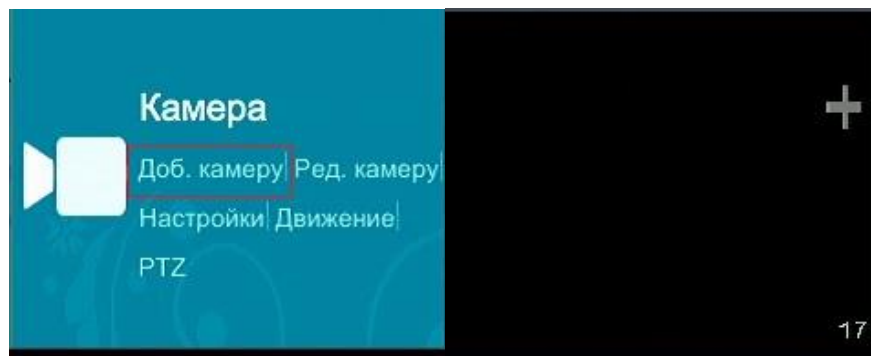 Камера
Доб. камеру Ред. камеру
Настройки Движение
PTZ
17